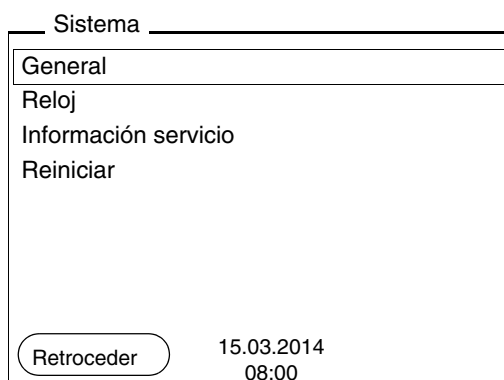 Sistema
General
Reloj
Información servicio
Reiniciar
Retroceder
15.03.2014
08:00